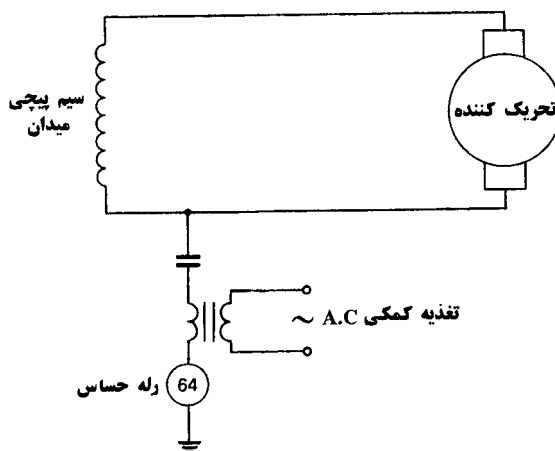 سیم پیچی
میدان
تحریک کننده
تغذیه کمکی A.C ~
رله حساس
64